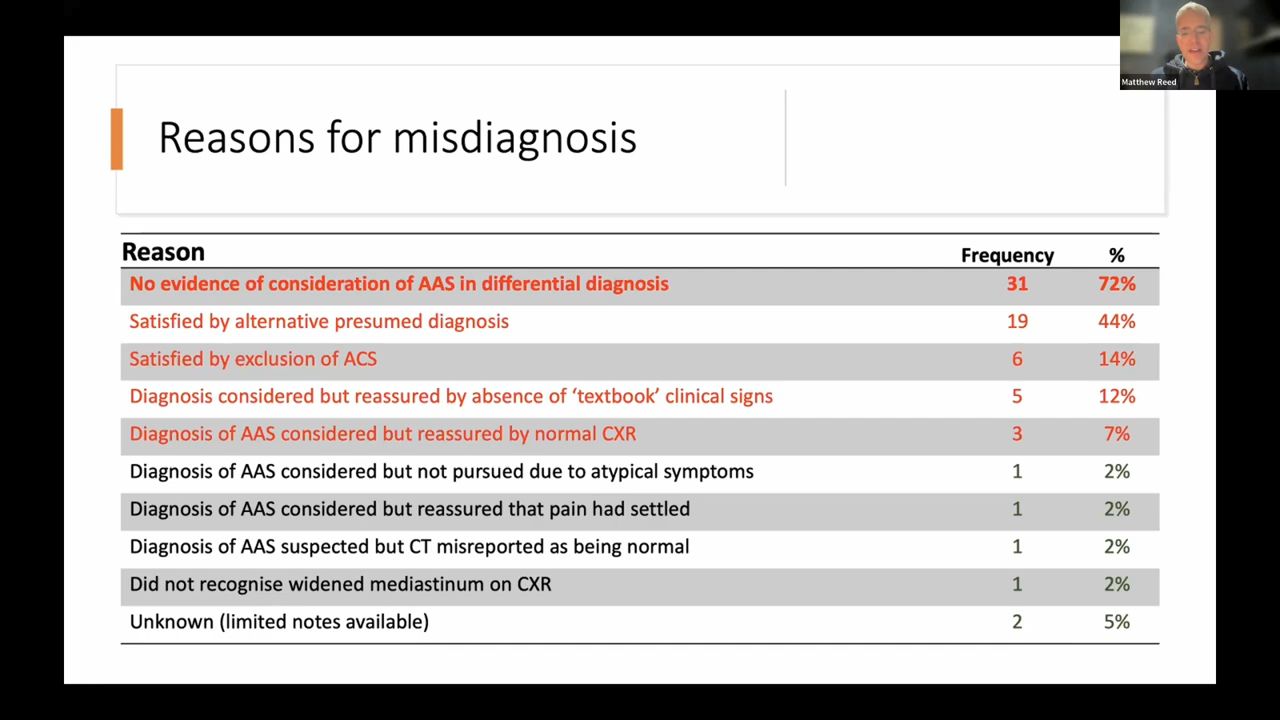 Matthew Reed
Reasons for misdiagnosis
Reason Frequency %
No evidence of consideration of AAS in differential diagnosis 31 72%
Satisfied by alternative presumed diagnosis 19 44%
Satisfied by exclusion of ACS 6 14%
Diagnosis considered but reassured by absence of ‘textbook’ clinical signs 5 12%
Diagnosis of AAS considered but reassured by normal CXR 3 7%
Diagnosis of AAS considered but not pursued due to atypical symptoms 1 2%
Diagnosis of AAS considered but reassured that pain had settled 1 2%
Diagnosis of AAS suspected but CT misreported as being normal 1 2%
Did not recognise widened mediastinum on CXR 1 2%
Unknown (limited notes available) 2 5%